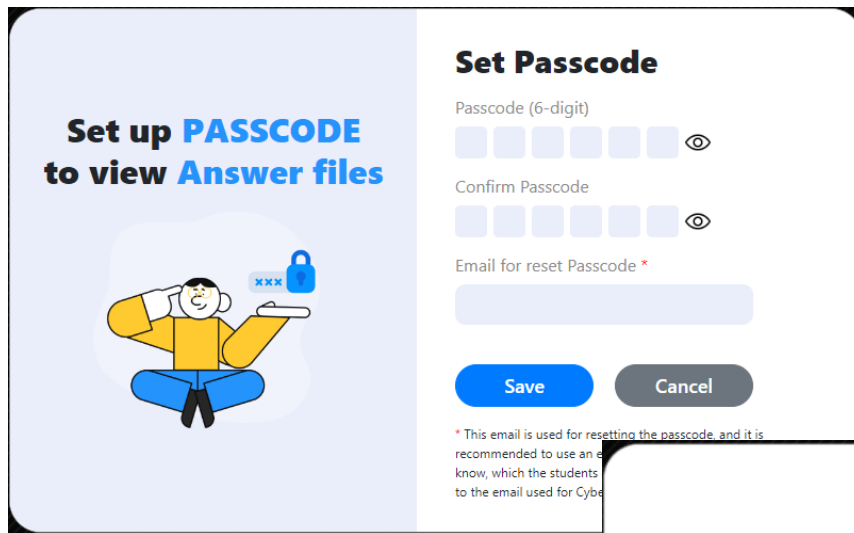 Set up PASSCODE
to view Answer files
xxx
Set Passcode
Passcode (6-digit)
Confirm Passcode
Email for reset Passcode *
Save
Cancel
* This email is used for resetting the passcode, and it is
recommended to use an
know, which the students
to the email used for